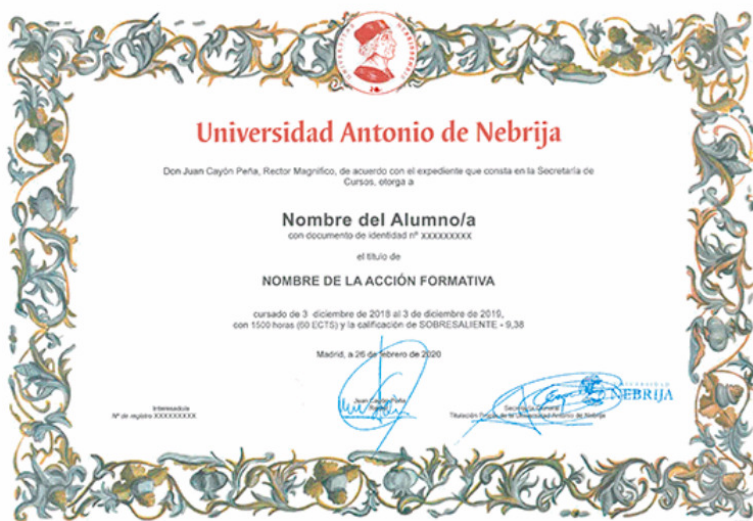 Universidad Antonio de Nebrija
Don Juan Cayón Peña, Rector Magnífico, de acuerdo con el expediente que consta en la Secretaría de
Cursos, otorga a
Nombre del Alumno/a
con documento de identidad nº XXXXXXXXX
el título de
NOMBRE DE LA ACCIÓN FORMATIVA
cursado de 3 diciembre de 2018 al 3 de diciembre de 2019,
con 1500 horas (60 ECTS) y la calificación de SOBRESALIENTE - 9,38
Madrid, a 26 de febrero de 2020
Interesado/a
Nº de registro XXXXXXXXX
Juan Cayón Peña
Rector
Secretaría General
Titulación Propia de la Universidad Antonio de Nebrija
UNIVERSIDAD
NEBRIJA